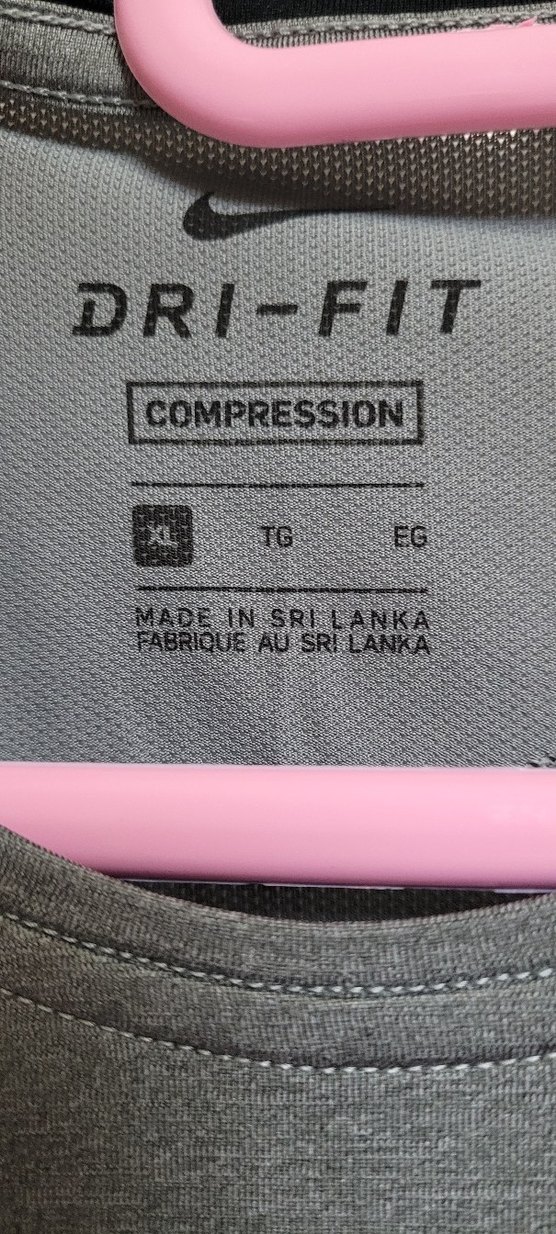 DRI-FIT
COMPRESSION
XL TG EG
MADE IN SRI LANKA
FABRIQUE AU SRI LANKA